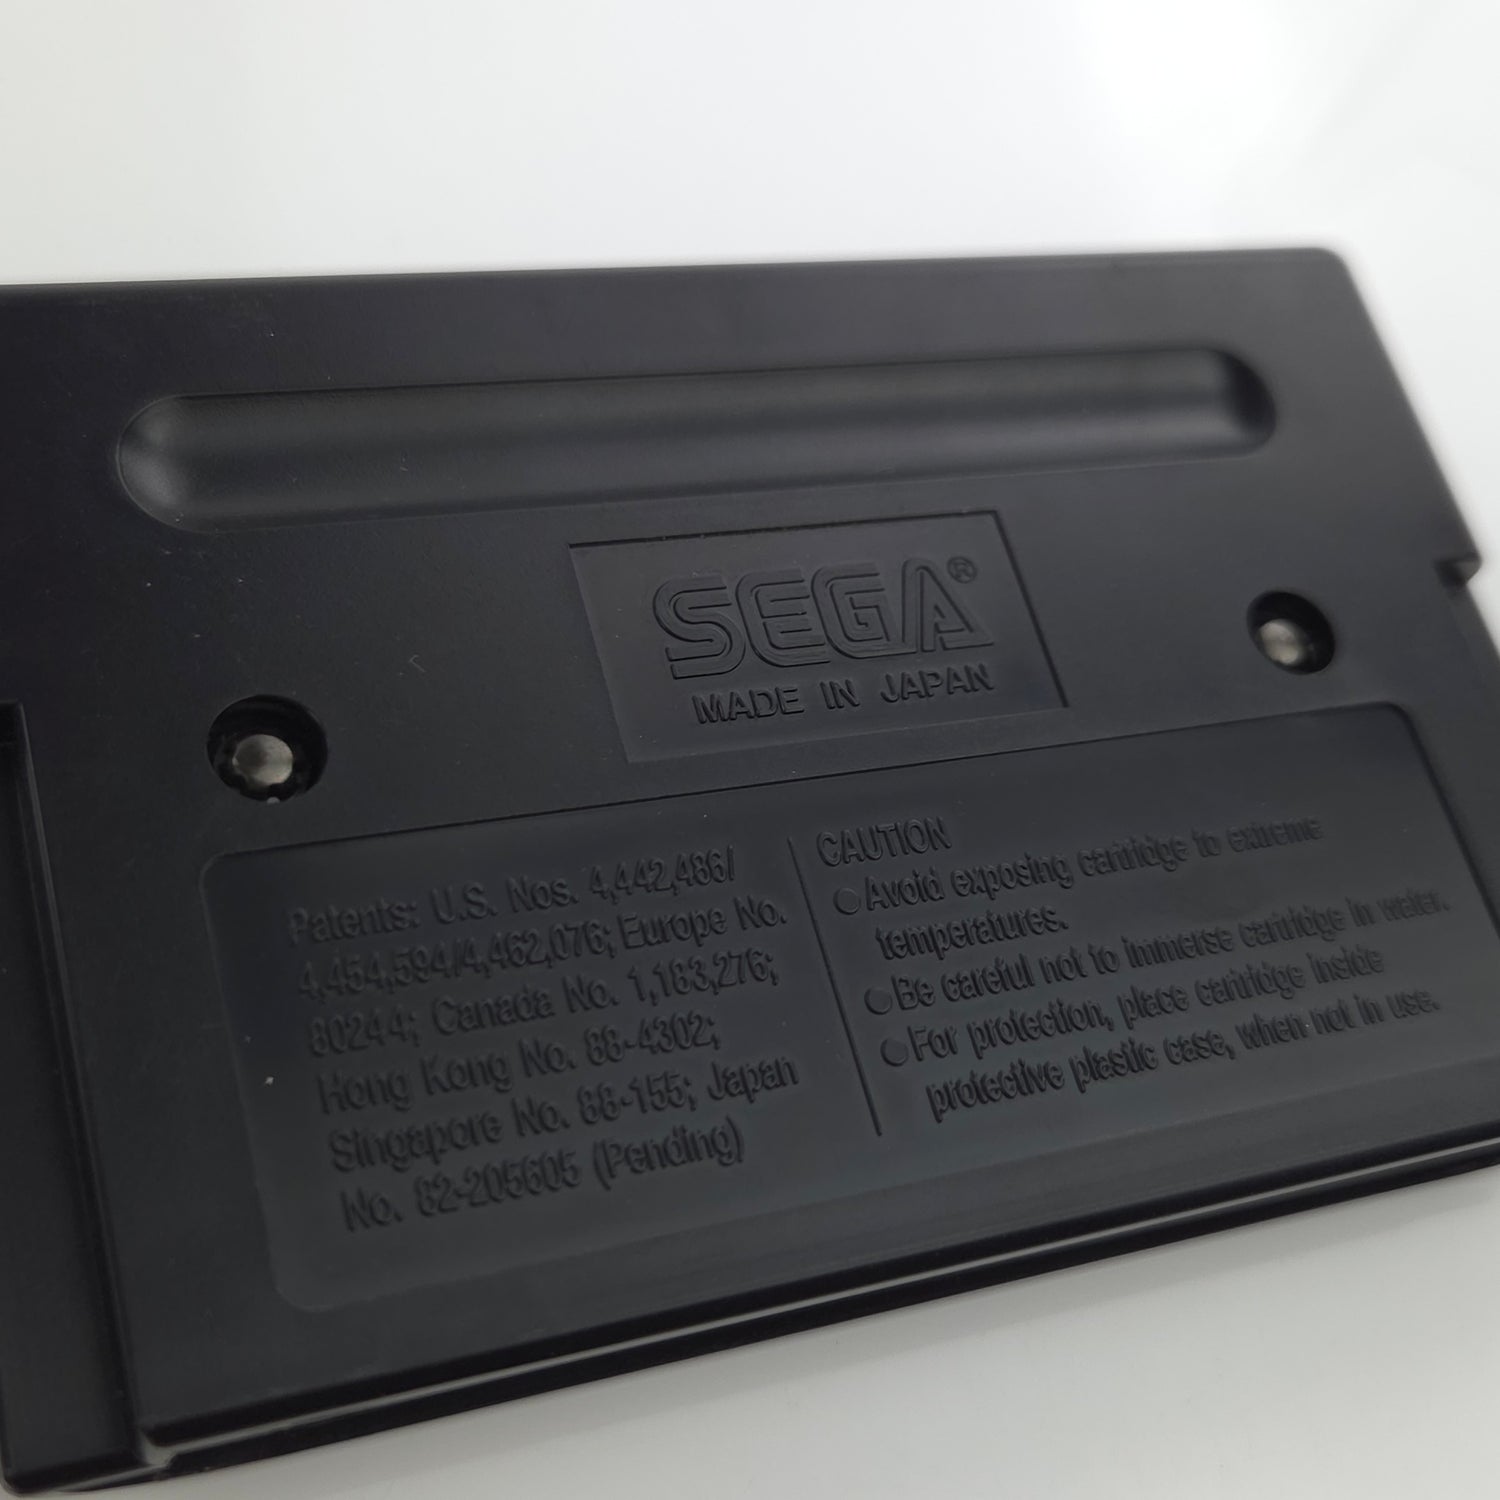 SEGA®
MADE IN JAPAN
Patents: U.S. Nos. 4,442,486/
4,454,594/4,462,076; Europe No.
80244; Canada No. 1,183,276;
Hong Kong No. 88-4302;
Singapore No. 88-155; Japan
No. 82-205605 (Pending)
CAUTION
●Avoid exposing cartridge to extreme
temperatures.
●Be careful not to immerse cartridge in water.
●For protection, place cartridge inside
protective plastic case, when not in use.